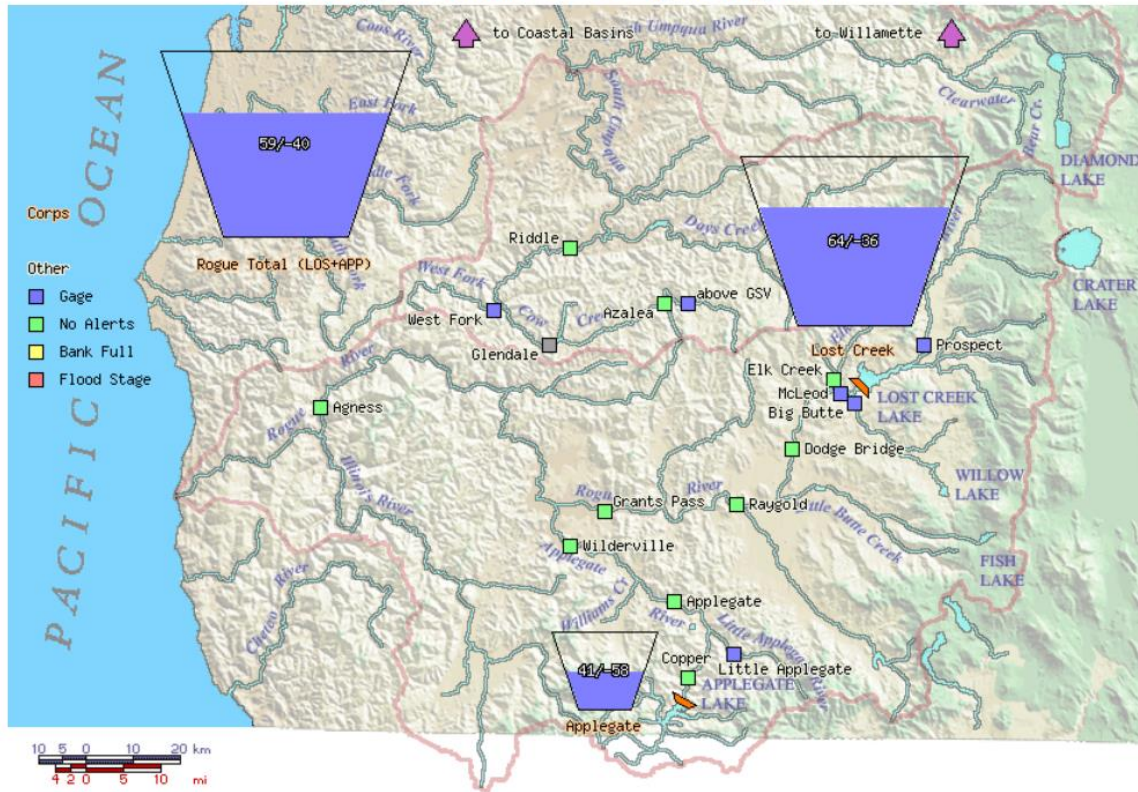 to Coastal Basins
to Willamette
Coos River
Umpqua River
Clearwater
Bear Cr.
East Fork
South Umpqua
PACIFIC OCEAN
59/-40
DIAMOND
LAKE
Corps
64/-36
River
Days Creek
Riddle
Rogue Total (LOS+APP)
Other
Gage
No Alerts
Bank Full
Flood Stage
West Fork
CRATER
LAKE
above GSV
Azalea
West Fork
Cow
Creek
Glendale
Prospect
Lost Creek
Elk Creek
McLeod
Big Butte
LOST CREEK
LAKE
River
Rogue
Agness
Illinois River
Dodge Bridge
WILLOW
LAKE
Rogue
River
Grants Pass
Raygold
Little Butte Creek
Wilderville
Applegate
FISH
LAKE
Chetco River
Williams Cr
Applegate
River
Little Applegate River
Copper
Little Applegate
41/-58
APPLEGATE
LAKE
Applegate
10 5 0 10 20 km
4 2 0 5 10 mi